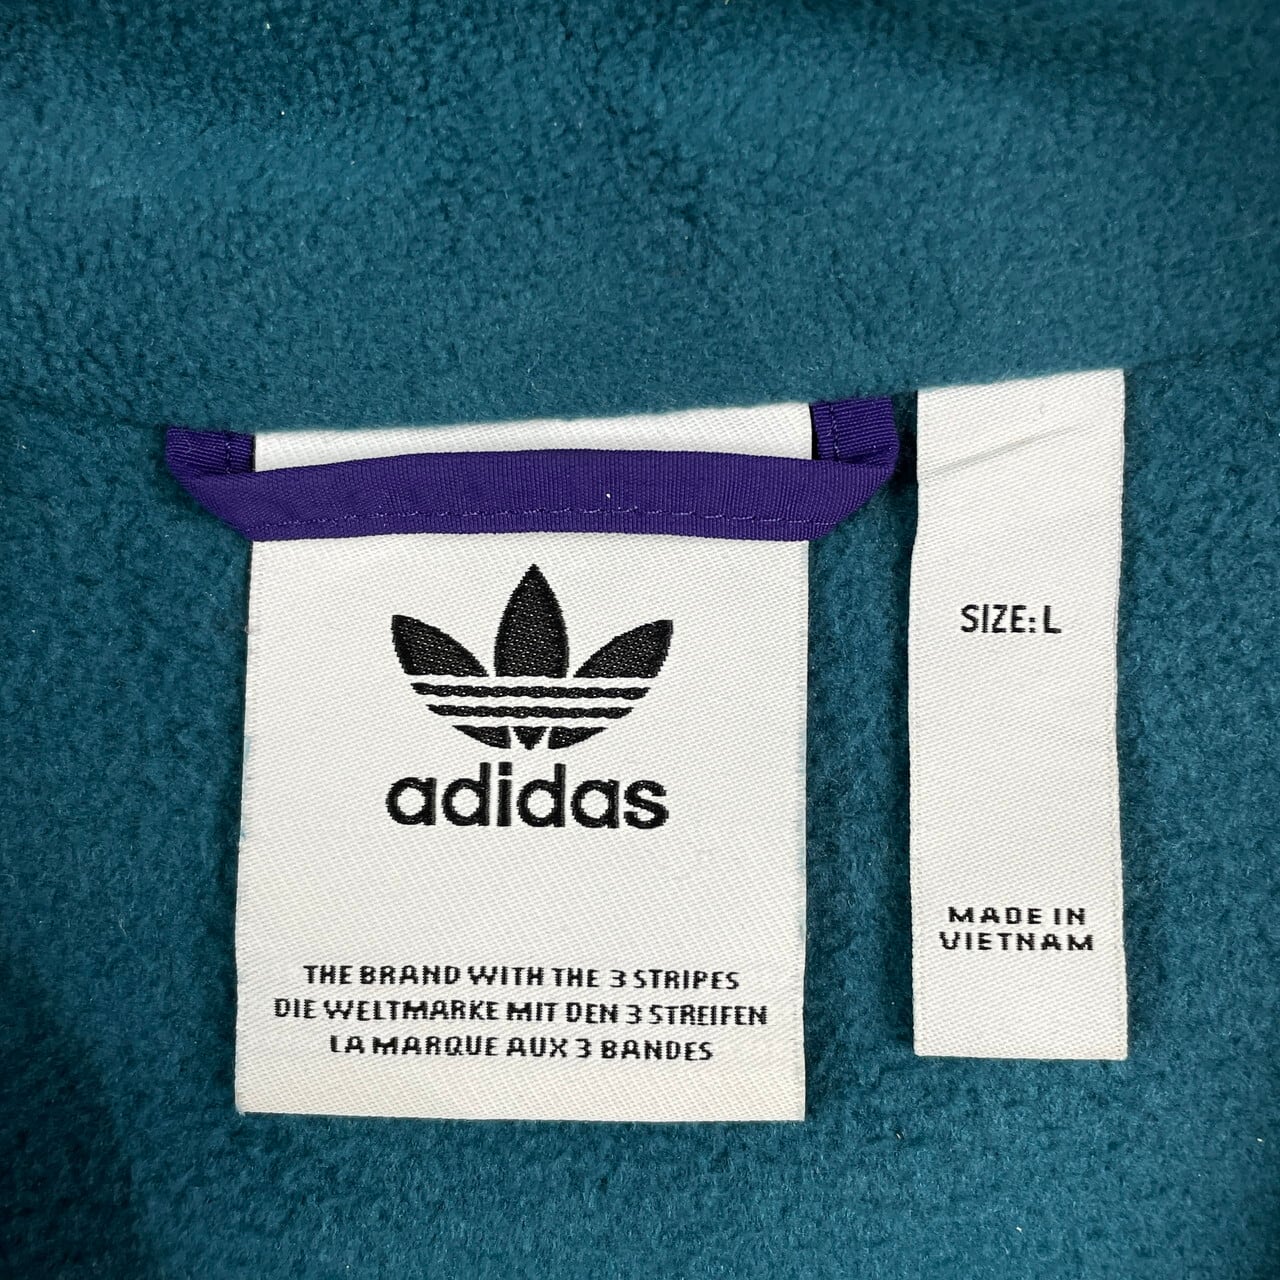 adidas
THE BRAND WITH THE 3 STRIPES
DIE WELTMARKE MIT DEN 3 STREIFEN
LA MARQUE AUX 3 BANDES
SIZE: L
MADE IN
VIETNAM